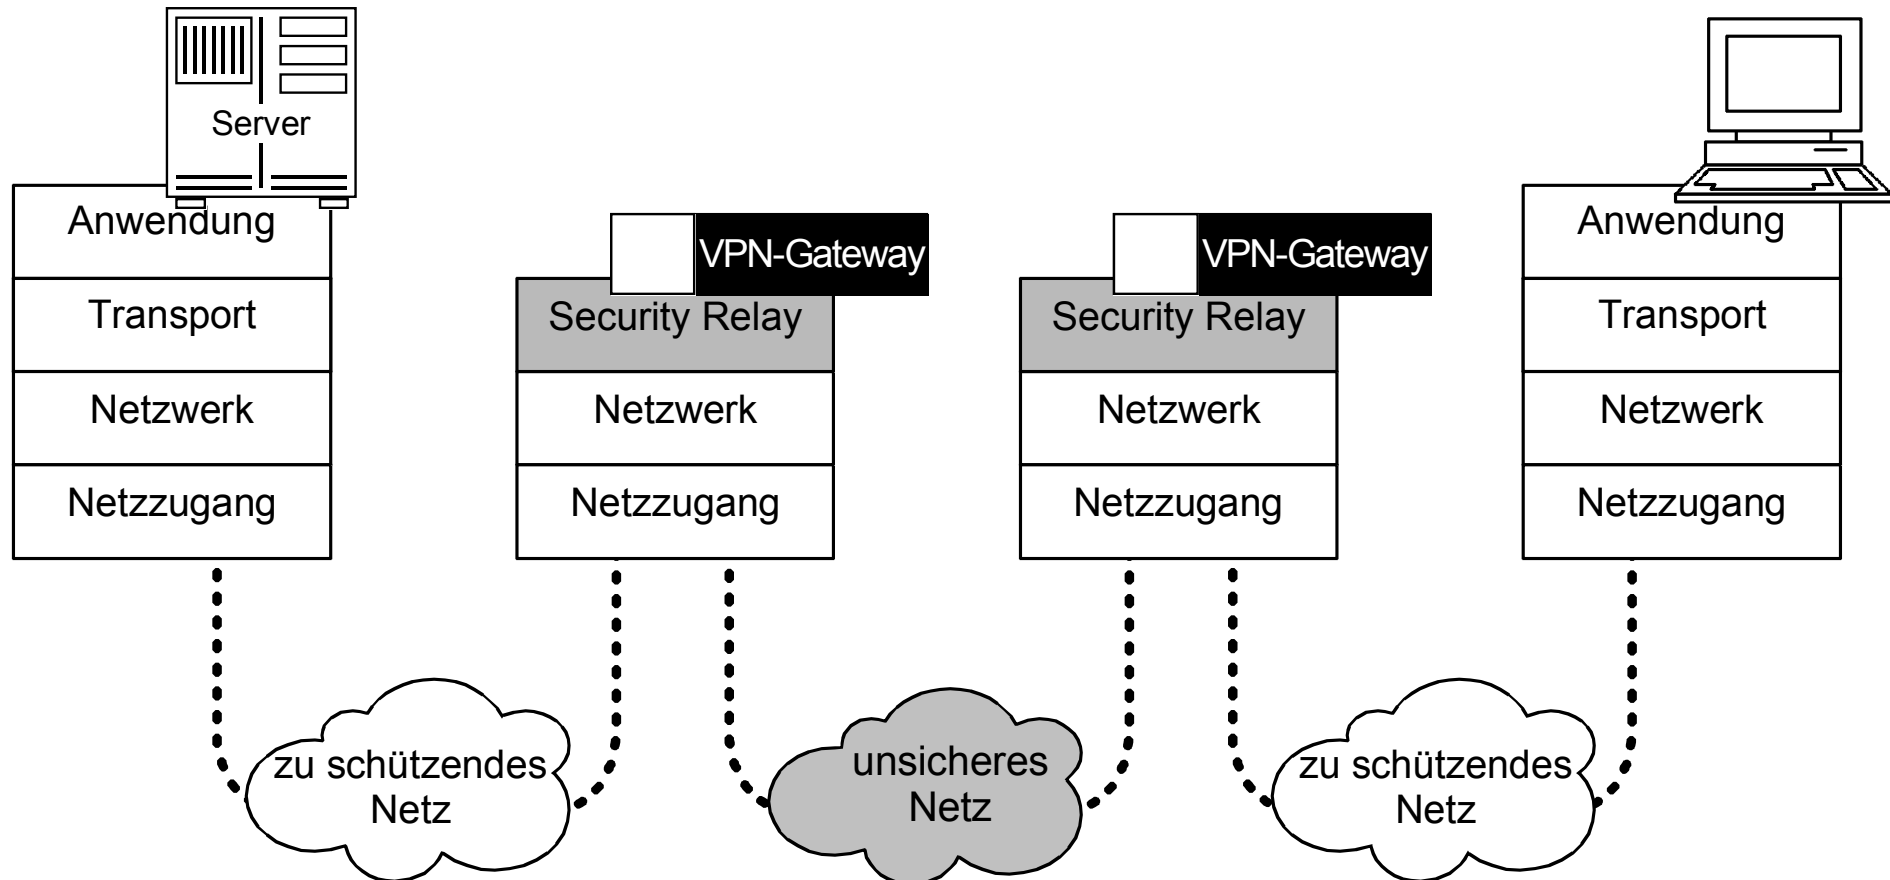 Server
Anwendung
Transport
Netzwerk
Netzzugang
VPN-Gateway
Security Relay
Netzwerk
Netzzugang
VPN-Gateway
Security Relay
Netzwerk
Netzzugang
Anwendung
Transport
Netzwerk
Netzzugang
zu schützendes
Netz
unsicheres
Netz
zu schützendes
Netz